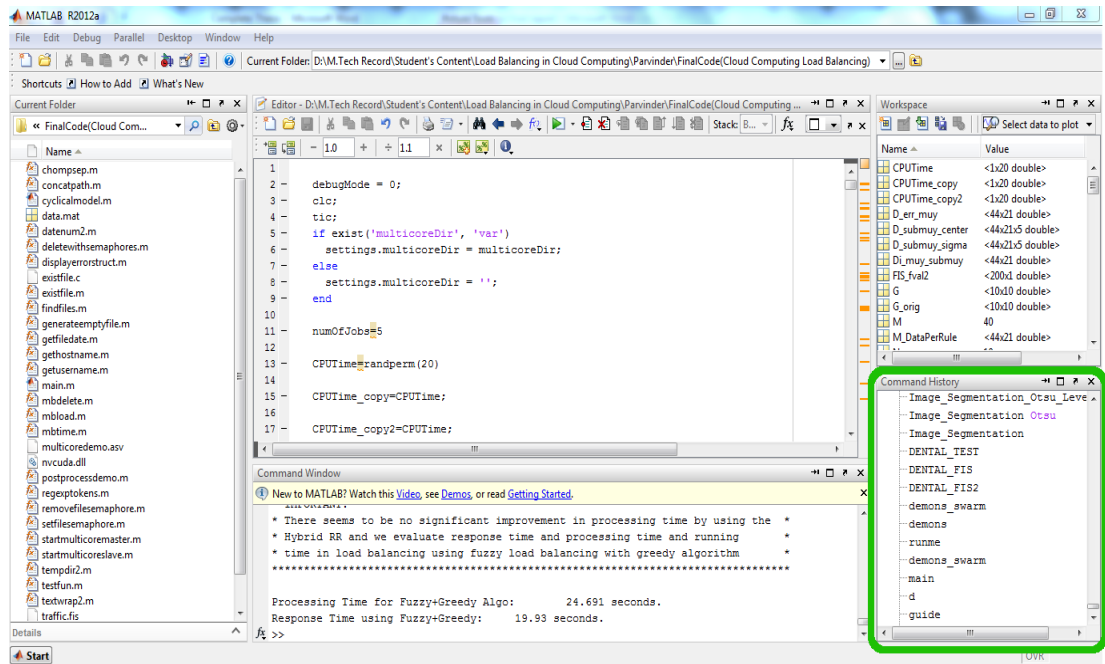 MATLAB R2012a
File Edit Debug Parallel Desktop Window Help
Current Folder: D:\M.Tech Record\Student's Content\Load Balancing in Cloud Computing\Parvinder\FinalCode(Cloud Computing Load Balancing)
Shortcuts How to Add What's New
Current Folder
« FinalCode(Cloud Com...
Name
chompsep.m
concatpath.m
cyclicalmodel.m
data.mat
datenum2.m
deletewithsemaphores.m
displayerrorstruct.m
existfile.c
existfile.m
findfiles.m
generateemptyfile.m
getfiledate.m
gethostname.m
getusername.m
main.m
mbdelete.m
mbload.m
mbtime.m
multicoredemo.asv
nvcuda.dll
postprocessdemo.m
regexptokens.m
removefilesemaphore.m
setfilesemaphore.m
startmulticoremaster.m
startmulticoreslave.m
tempdir2.m
testfun.m
textwrap2.m
traffic.fis
Details
Start
Editor - D:\M.Tech Record\Student's Content\Load Balancing in Cloud Computing\Parvinder\FinalCode(Cloud Computing ...
Stack: B... fx
- 1.0 + ÷ 1.1 ×
1
2 - debugMode = 0;
3 - clc;
4 - tic;
5 - if exist('multicoreDir', 'var')
6 - settings.multicoreDir = multicoreDir;
7 - else
8 - settings.multicoreDir = '';
9 - end
10
11 - numOfJobs=5
12
13 - CPUTime=randperm(20)
14
15 - CPUTime_copy=CPUTime;
16
17 - CPUTime_copy2=CPUTime;
Command Window
New to MATLAB? Watch this Video, see Demos, or read Getting Started.
IMPORTANT:
* There seems to be no significant improvement in processing time by using the *
* Hybrid RR and we evaluate response time and processing time and running *
* time in load balancing using fuzzy load balancing with greedy algorithm *
*******************************************************************************
Processing Time for Fuzzy+Greedy Algo: 24.691 seconds.
Response Time using Fuzzy+Greedy: 19.93 seconds.
fx >>
Workspace
Select data to plot
Name Value
CPUTime <1x20 double>
CPUTime_copy <1x20 double>
CPUTime_copy2 <1x20 double>
D_err_muy <44x21 double>
D_submuy_center <44x21x5 double>
D_submuy_sigma <44x21x5 double>
Di_muy_submuy <44x21 double>
FIS_fval2 <200x1 double>
G <10x10 double>
G_orig <10x10 double>
M 40
M_DataPerRule <44x21 double>
Command History
Image_Segmentation_Otsu_Leve
Image_Segmentation Otsu
Image_Segmentation
DENTAL_TEST
DENTAL_FIS
DENTAL_FIS2
demons_swarm
demons
runme
demons_swarm
main
d
guide
OVR